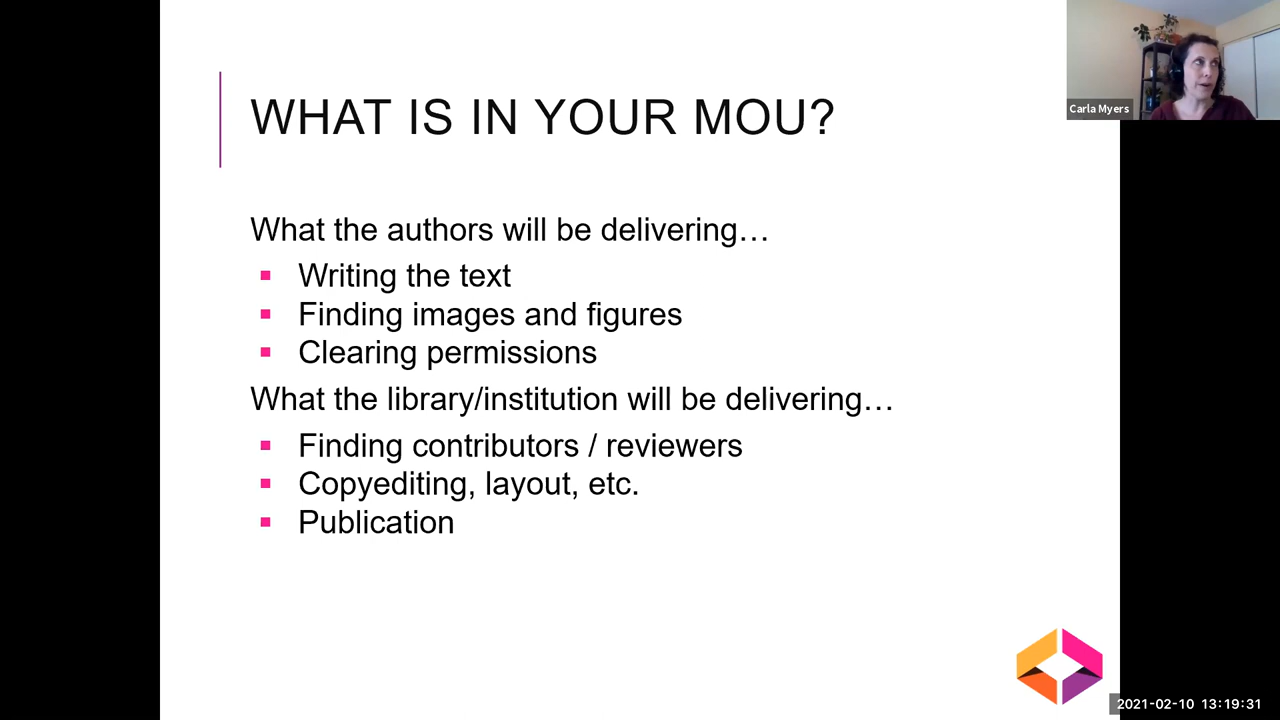 WHAT IS IN YOUR MOU?
Carla Myers
What the authors will be delivering…
Writing the text
Finding images and figures
Clearing permissions
What the library/institution will be delivering…
Finding contributors / reviewers
Copyediting, layout, etc.
Publication
2021-02-10 13:19:31